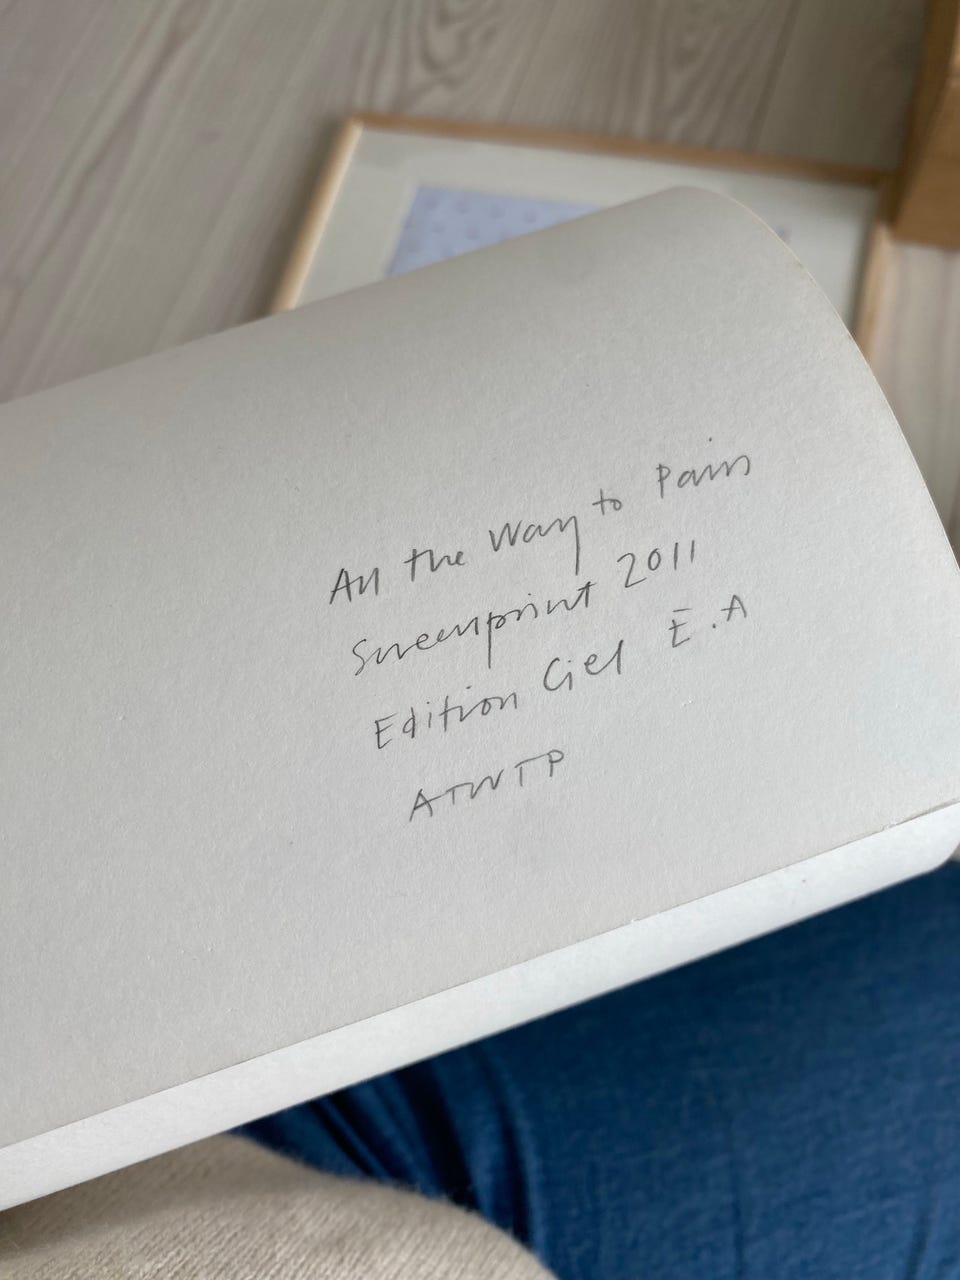 All the Way to Paris
Screenprint 2011
Edition Ciel E.A
ATWTP